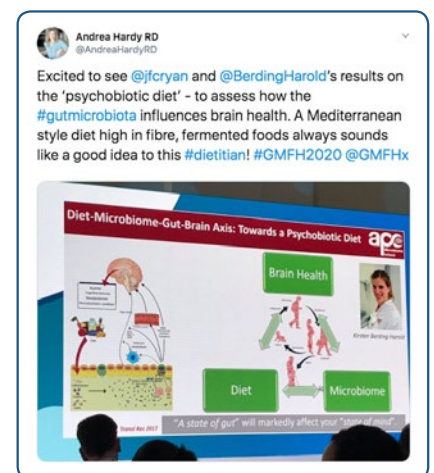 Andrea Hardy RD
@AndreaHardyRD
Excited to see @jfcryan and @BerdingHarold's results on
the 'psychobiotic diet' - to assess how the
#gutmicrobiota influences brain health. A Mediterranean
style diet high in fibre, fermented foods always sounds
like a good idea to this #dietitian! #GMFH2020 @GMFHx
Diet-Microbiome-Gut-Brain Axis: Towards a Psychobiotic Diet
apc
Brain Health
Kirsten Berding Harold
Diet
Microbiome
Transl Res 2017
"A state of gut" will markedly affect your "state of mind".